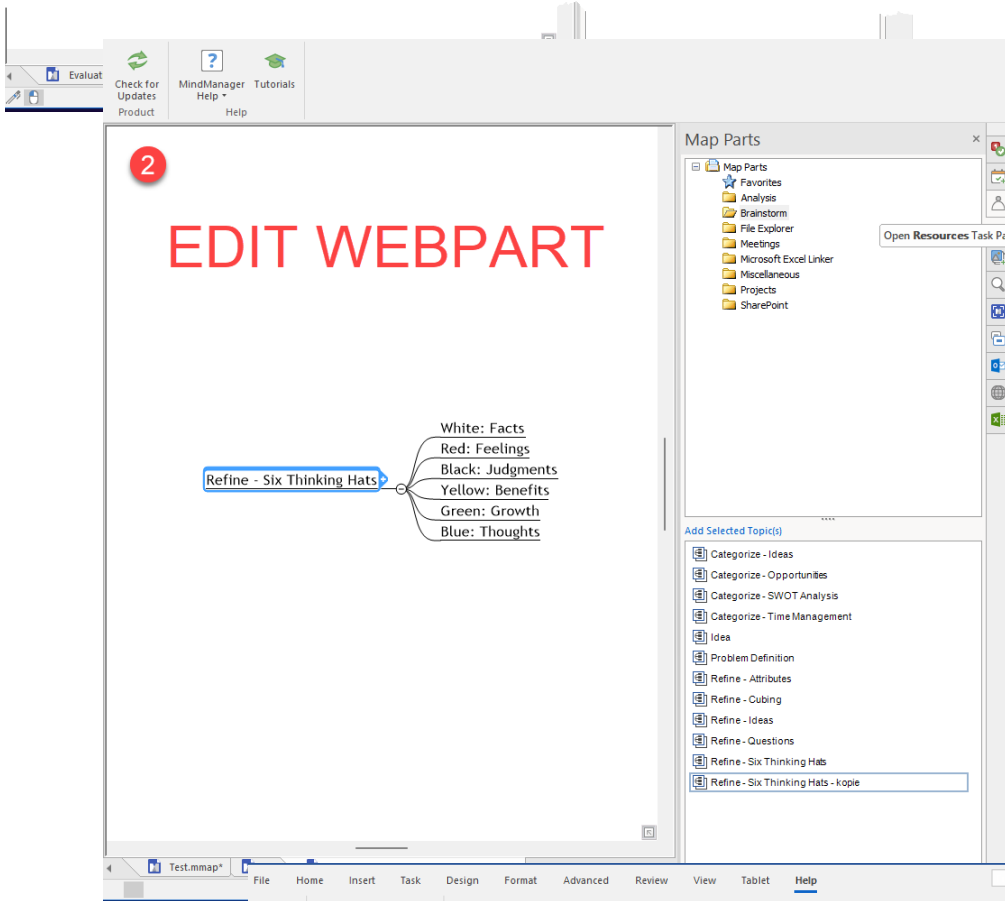 Evaluat
Check for Updates
MindManager Help
Tutorials
Product
Help
2
EDIT WEBPART
Refine - Six Thinking Hats
White: Facts
Red: Feelings
Black: Judgments
Yellow: Benefits
Green: Growth
Blue: Thoughts
Map Parts
Map Parts
Favorites
Analysis
Brainstorm
File Explorer
Meetings
Microsoft Excel Linker
Miscellaneous
Projects
SharePoint
Open Resources Task Pa
Add Selected Topic(s)
Categorize - Ideas
Categorize - Opportunities
Categorize - SWOT Analysis
Categorize - Time Management
Idea
Problem Definition
Refine - Attributes
Refine - Cubing
Refine - Ideas
Refine - Questions
Refine - Six Thinking Hats
Refine - Six Thinking Hats - kopie
Test.mmap*
File Home Insert Task Design Format Advanced Review View Tablet Help